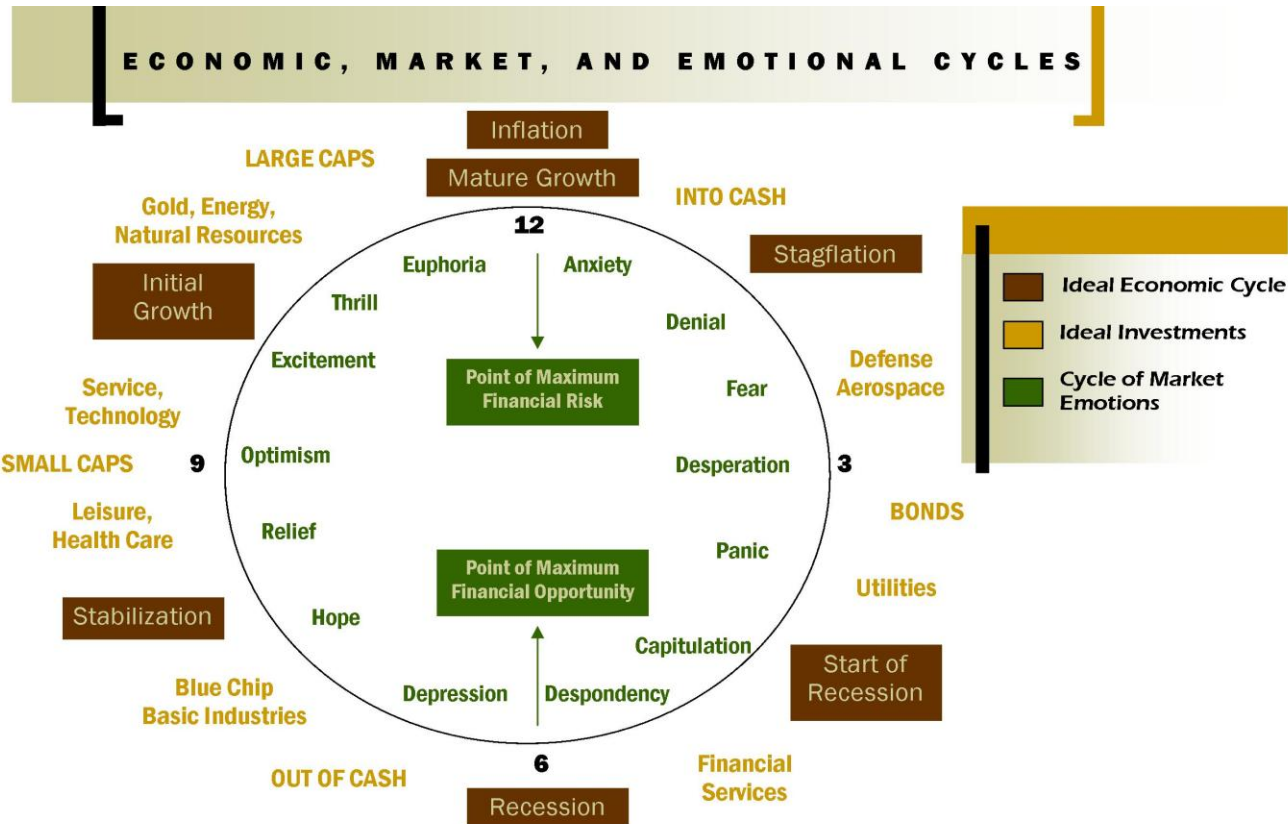 ECONOMIC, MARKET, AND EMOTIONAL CYCLES
Inflation
Mature Growth
LARGE CAPS
INTO CASH
Gold, Energy,
Natural Resources
Stagflation
Initial
Growth
12
Euphoria
Anxiety
Thrill
Denial
Excitement
Fear
Point of Maximum
Financial Risk
Defense
Aerospace
Service,
Technology
SMALL CAPS
9
Optimism
Desperation
3
Leisure,
Health Care
Relief
Panic
BONDS
Utilities
Point of Maximum
Financial Opportunity
Stabilization
Hope
Capitulation
Start of
Recession
Blue Chip
Basic Industries
Depression
Despondency
OUT OF CASH
6
Recession
Financial
Services
Ideal Economic Cycle
Ideal Investments
Cycle of Market
Emotions